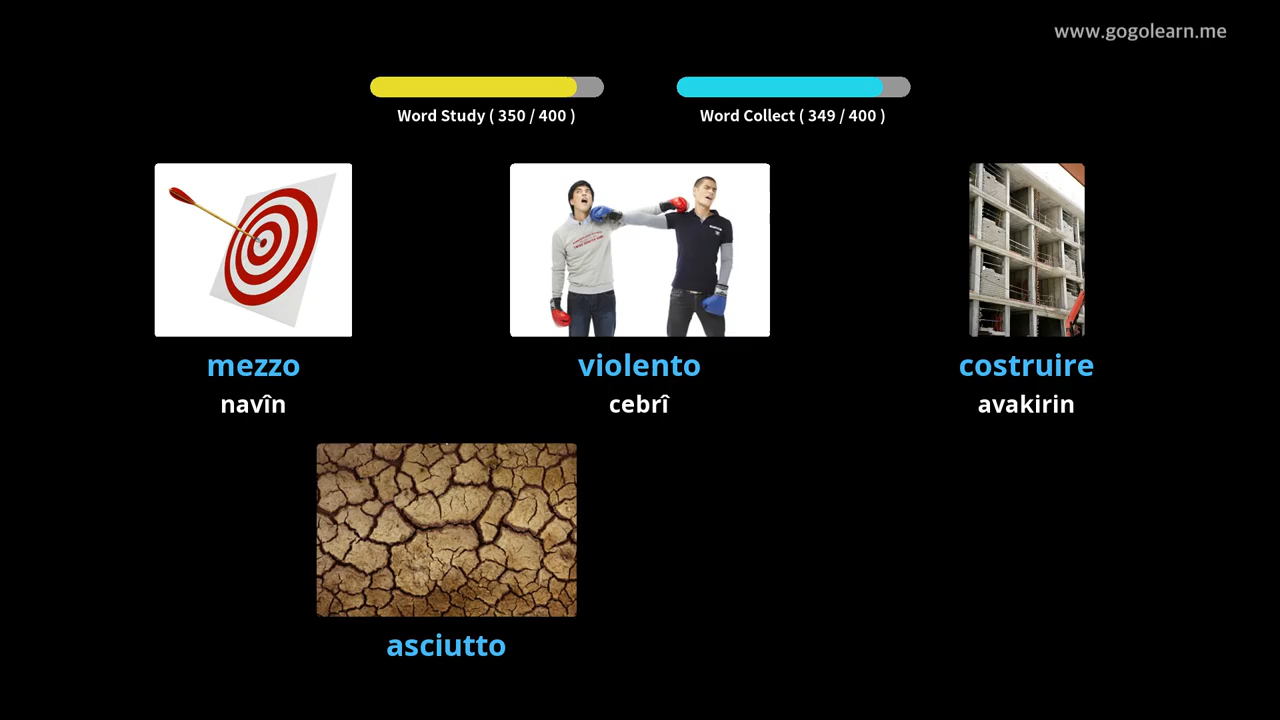 www.gogolearn.me
Word Study ( 350 / 400 )
Word Collect ( 349 / 400 )
mezzo
violento
costruire
navîn
cebrî
avakirin
asciutto